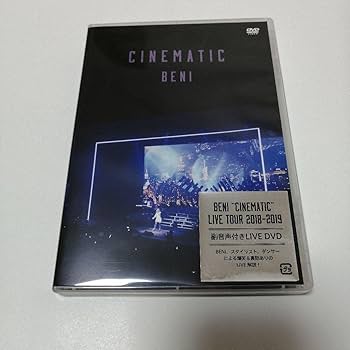 DVD
CINEMATIC
BENI
BENI "CINEMATIC"
LIVE TOUR 2018-2019
副音声付きLIVE DVD
BENI、スタイリスト、ダンサー
による爆笑&裏話ありの
LIVE 解説!